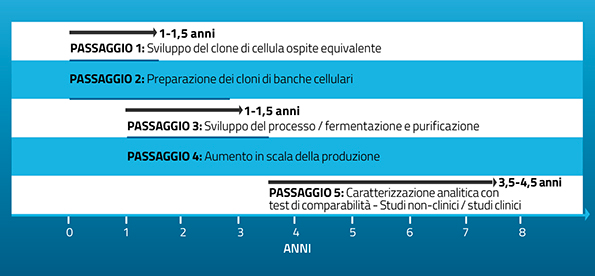 1-1,5 anni
PASSAGGIO 1: Sviluppo del clone di cellula ospite equivalente
PASSAGGIO 2: Preparazione dei cloni di banche cellulari
1-1,5 anni
PASSAGGIO 3: Sviluppo del processo / fermentazione e purificazione
PASSAGGIO 4: Aumento in scala della produzione
3,5-4,5 anni
PASSAGGIO 5: Caratterizzazione analitica con
test di comparabilità - Studi non-clinici / studi clinici
0 1 2 3 4 5 6 7 8
ANNI